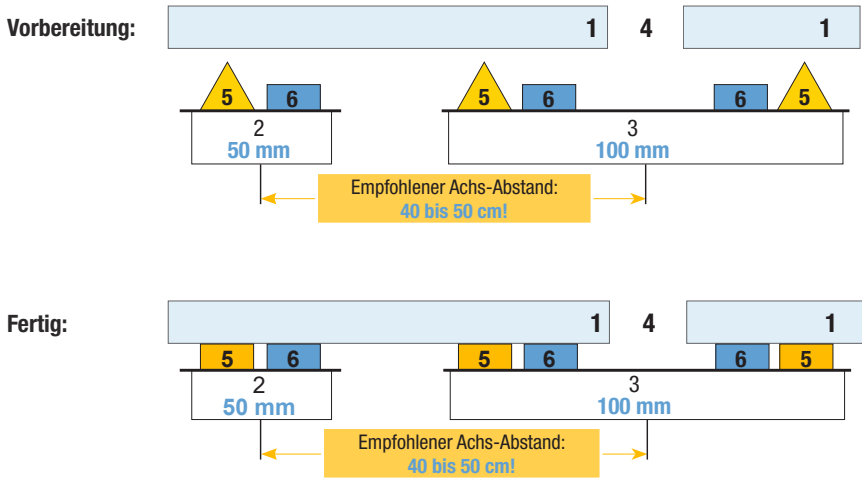 Vorbereitung:
1 4 1
5 6 5 6 6 5
2 3
50 mm 100 mm
Empfohlener Achs-Abstand:
40 bis 50 cm!
Fertig:
1 4 1
5 6 5 6 6 5
2 3
50 mm 100 mm
Empfohlener Achs-Abstand:
40 bis 50 cm!